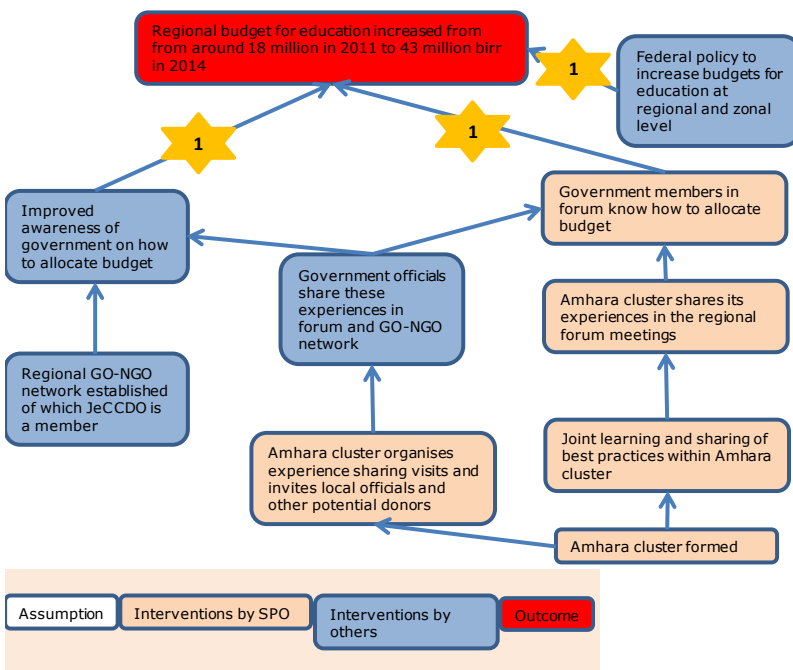 Regional budget for education increased from
from around 18 million in 2011 to 43 million birr
in 2014
1
Federal policy to
increase budgets for
education at
regional and zonal
level
1
1
Improved
awareness of
government on how
to allocate budget
Government members in
forum know how to allocate
budget
Government officials
share these
experiences in
forum and GO-NGO
network
Amhara cluster shares its
experiences in the regional
forum meetings
Regional GO-NGO
network established
of which JeCCDO is
a member
Amhara cluster organises
experience sharing visits and
invites local officials and
other potential donors
Joint learning and sharing of
best practices within Amhara
cluster
Amhara cluster formed
Assumption
Interventions by SPO
Interventions by
others
Outcome